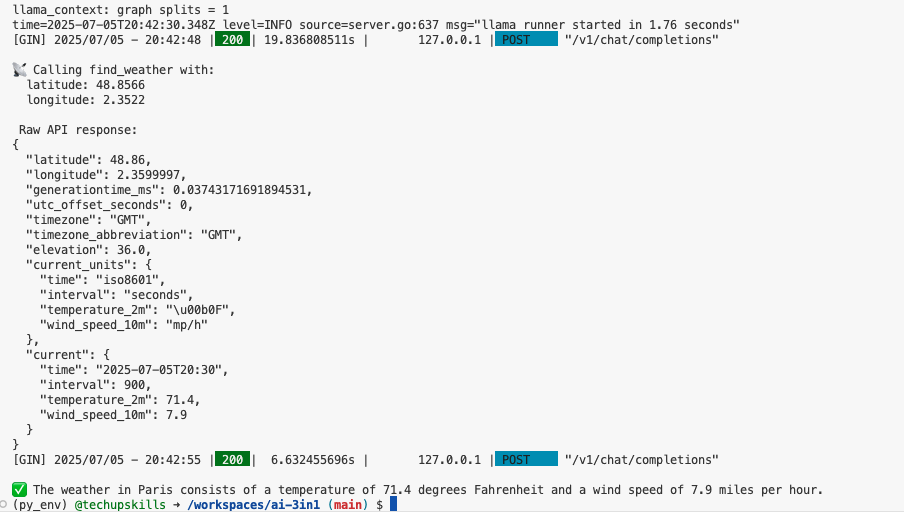 llama_context: graph splits = 1
time=2025-07-05T20:42:30.348Z level=INFO source=server.go:637 msg="llama runner started in 1.76 seconds"
[GIN] 2025/07/05 – 20:42:48 | 200 | 19.836808511s |       127.0.0.1 | POST     "/v1/chat/completions"
📡 Calling find_weather with:
  latitude: 48.8566
  longitude: 2.3522
 Raw API response:
{
  "latitude": 48.86,
  "longitude": 2.3599997,
  "generationtime_ms": 0.03743171691894531,
  "utc_offset_seconds": 0,
  "timezone": "GMT",
  "timezone_abbreviation": "GMT",
  "elevation": 36.0,
  "current_units": {
    "time": "iso8601",
    "interval": "seconds",
    "temperature_2m": "\u00b0F",
    "wind_speed_10m": "mp/h"
  },
  "current": {
    "time": "2025-07-05T20:30",
    "interval": 900,
    "temperature_2m": 71.4,
    "wind_speed_10m": 7.9
  }
}
[GIN] 2025/07/05 – 20:42:55 | 200 |  6.632455696s |       127.0.0.1 | POST     "/v1/chat/completions"
✅ The weather in Paris consists of a temperature of 71.4 degrees Fahrenheit and a wind speed of 7.9 miles per hour.
(py_env) @techupskills ➜ /workspaces/ai-3in1 (main) $